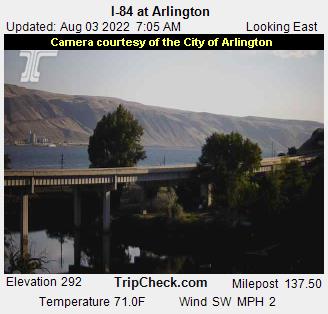 I-84 at Arlington
Updated: Aug 03 2022 7:05 AM Looking East
Camera courtesy of the City of Arlington
Elevation 292 TripCheck.com Milepost 137.50
Temperature 71.0F Wind SW MPH 2